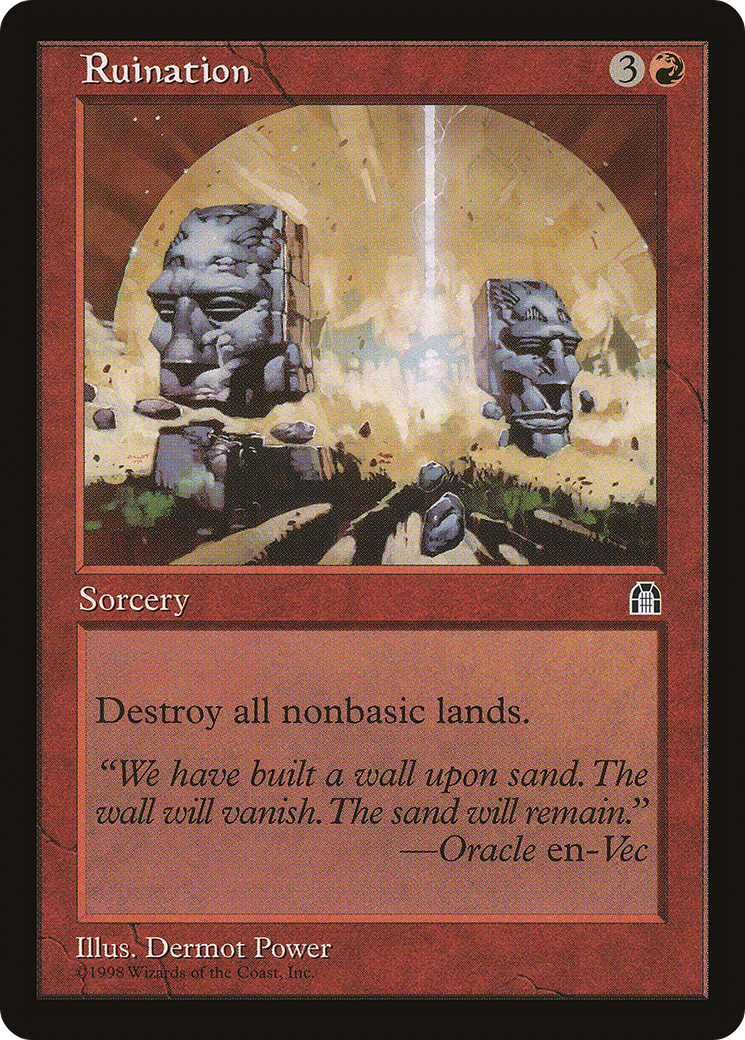 Ruination 3
Sorcery
Destroy all nonbasic lands.
“We have built a wall upon sand. The
wall will vanish. The sand will remain.”
—Oracle en-Vec
Illus. Dermot Power
©1998 Wizards of the Coast, Inc.